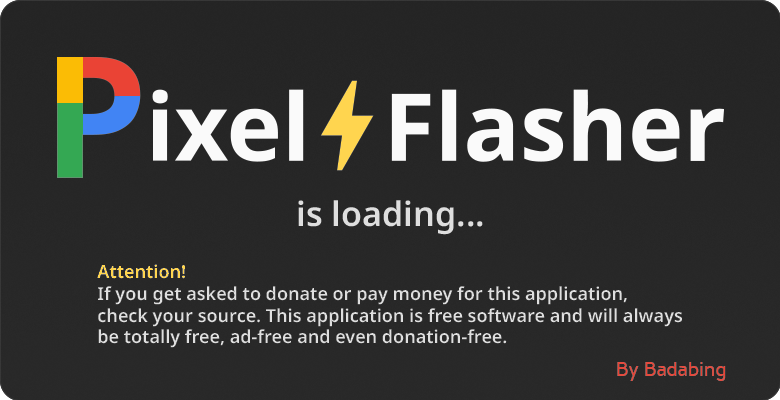 Pixel Flasher
is loading...
Attention!
If you get asked to donate or pay money for this application,
check your source. This application is free software and will always
be totally free, ad-free and even donation-free.
By Badabing